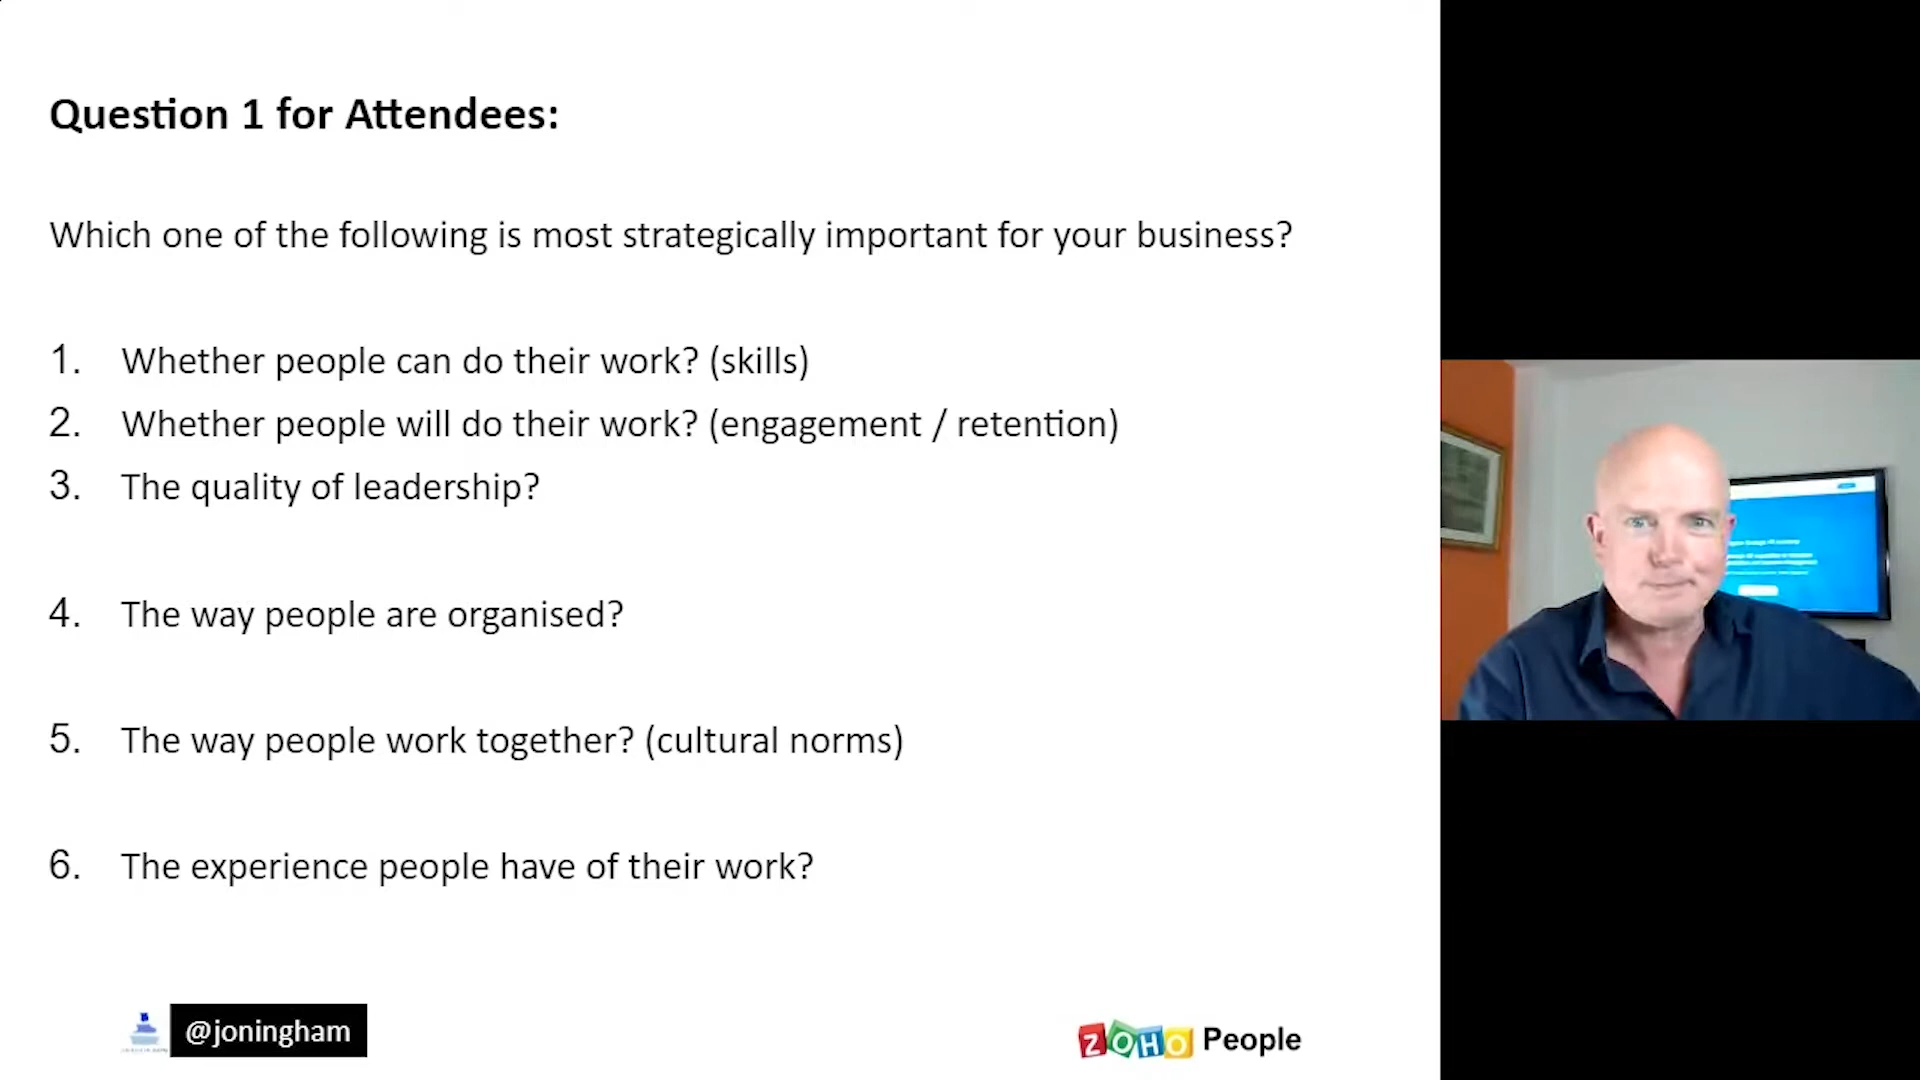 Question 1 for Attendees:
Which one of the following is most strategically important for your business?
1. Whether people can do their work? (skills)
2. Whether people will do their work? (engagement / retention)
3. The quality of leadership?
4. The way people are organised?
5. The way people work together? (cultural norms)
6. The experience people have of their work?
@joningham
ZOHO People